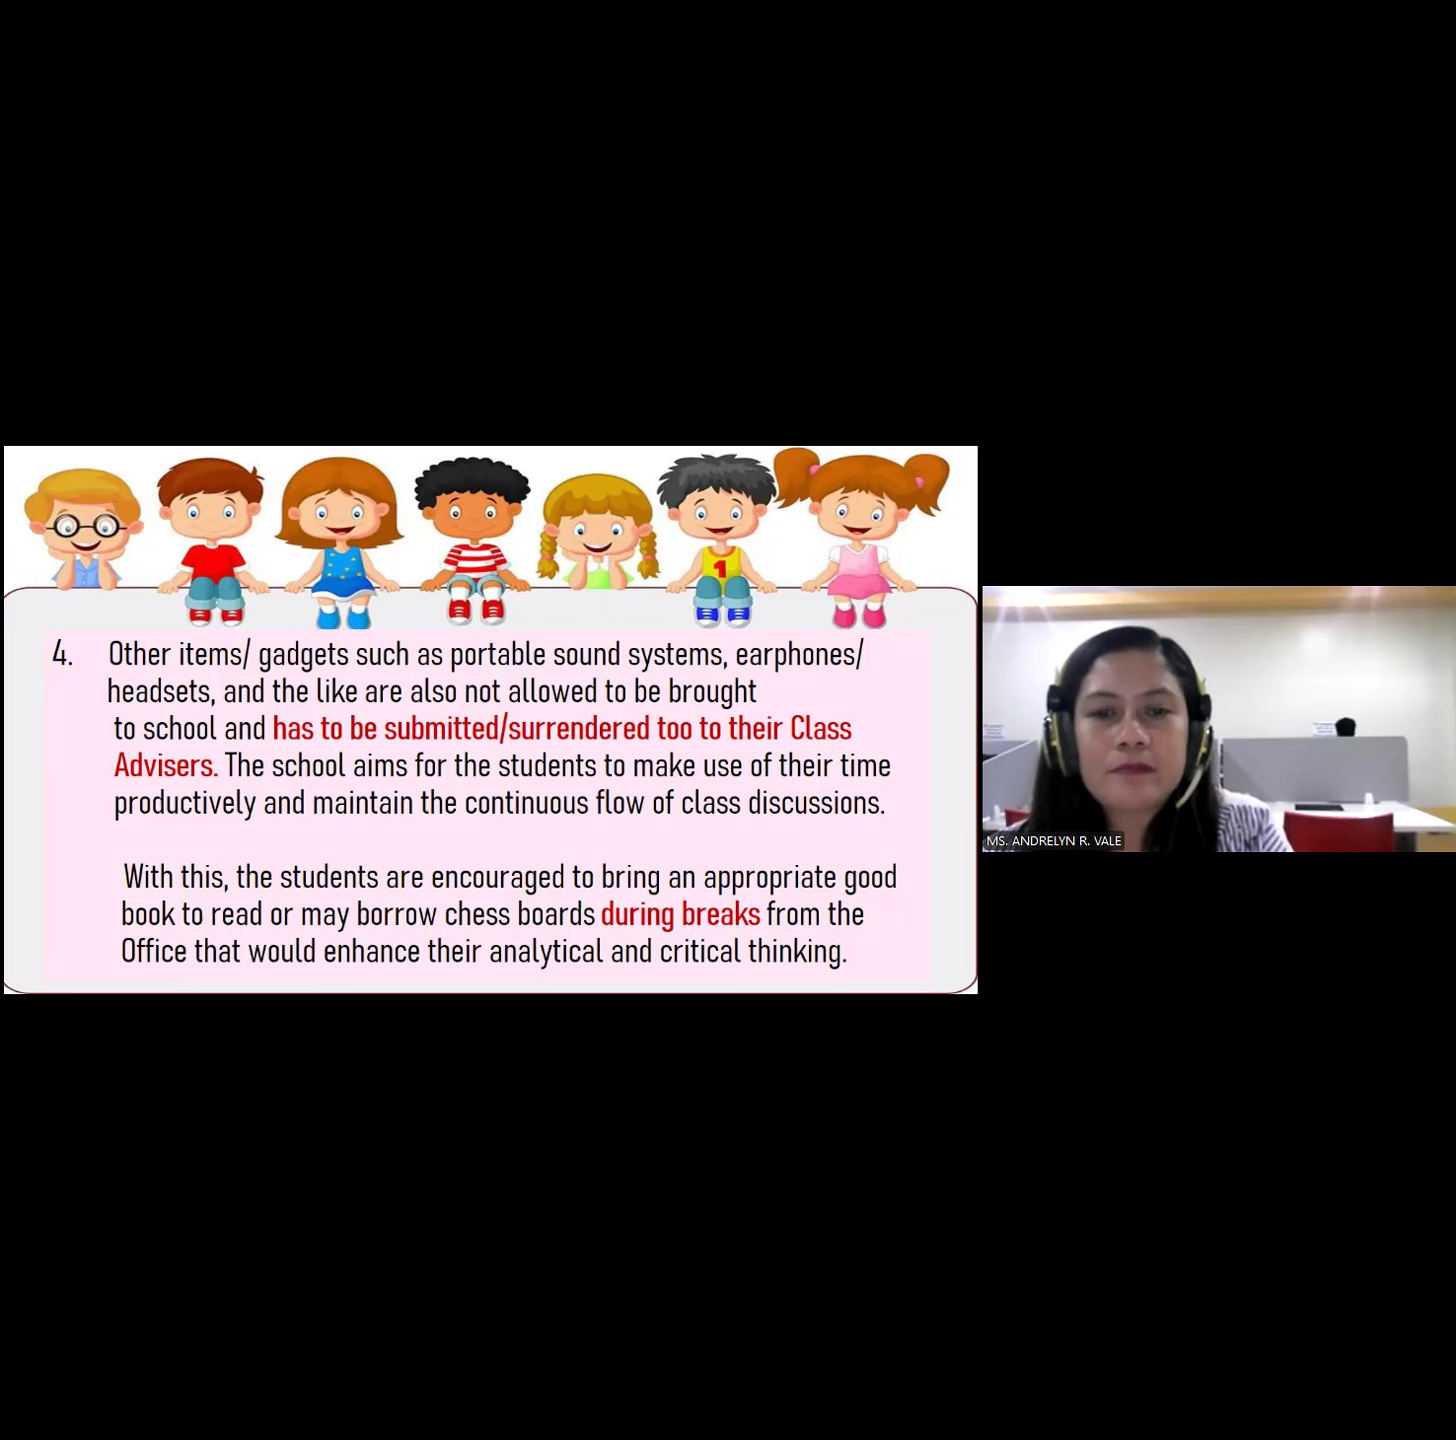 4. Other items/ gadgets such as portable sound systems, earphones/
headsets, and the like are also not allowed to be brought
to school and has to be submitted/surrendered too to their Class
Advisers. The school aims for the students to make use of their time
productively and maintain the continuous flow of class discussions.
With this, the students are encouraged to bring an appropriate good
book to read or may borrow chess boards during breaks from the
Office that would enhance their analytical and critical thinking.
1
MS. ANDRELYN R. VALE